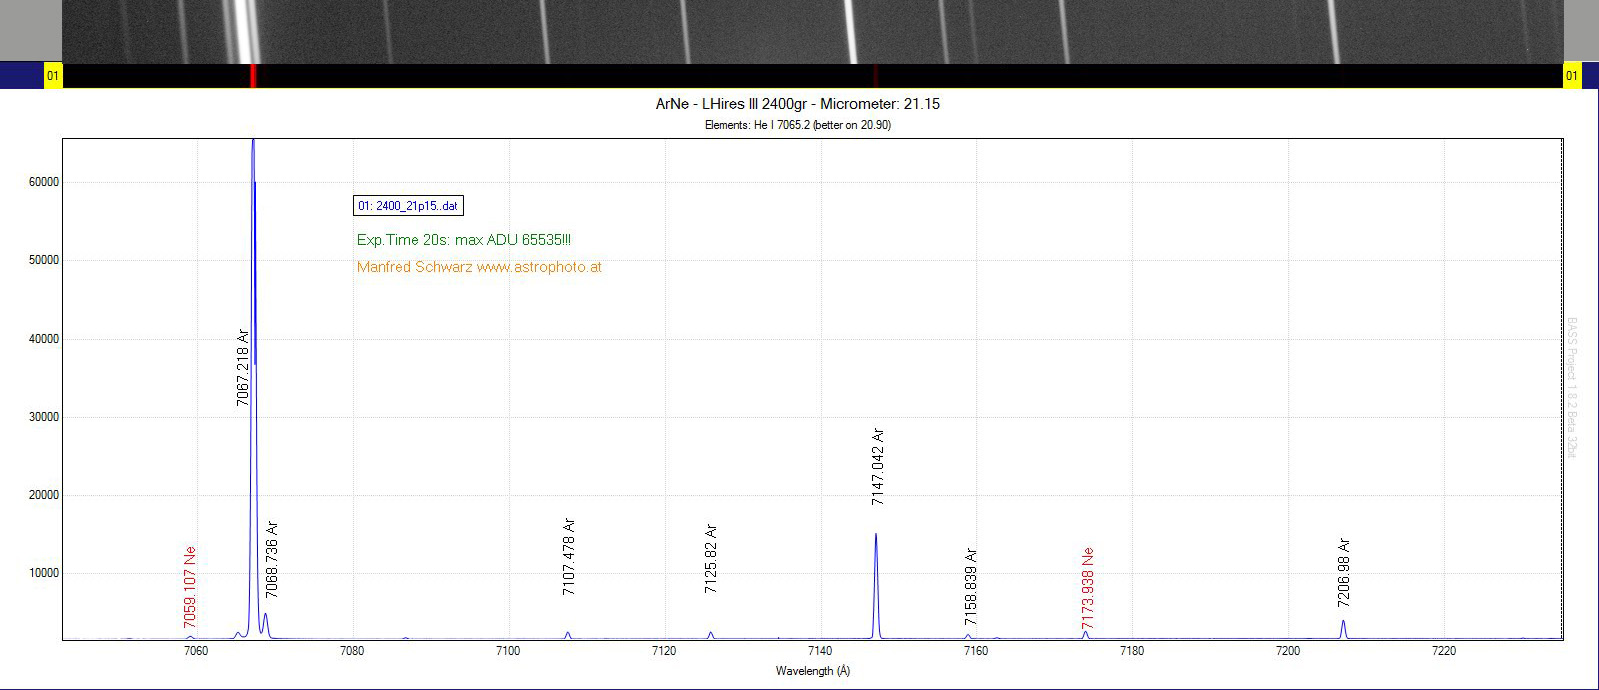 01
01
ArNe - LHires III 2400gr - Micrometer: 21.15
Elements: He I 7065.2 (better on 20.90)
60000
50000
40000
30000
20000
10000
01: 2400_21p15..dat
Exp.Time 20s: max ADU 65535!!!
Manfred Schwarz www.astrophoto.at
7059.107 Ne
7067.218 Ar
7068.736 Ar
7107.478 Ar
7125.82 Ar
7147.042 Ar
7158.839 Ar
7173.938 Ne
7206.98 Ar
BASS Project 1.8.2 Beta 32bit
7060
7080
7100
7120
7140
7160
7180
7200
7220
Wavelength (Å)